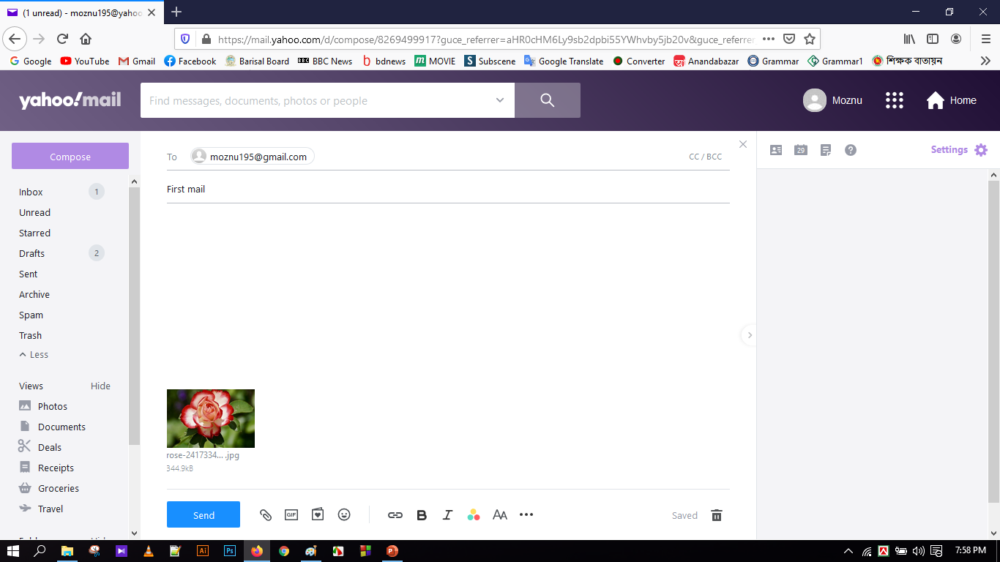 (1 unread) - moznu195@yahoo
https://mail.yahoo.com/d/compose/8269499917?guce_referrer=aHR0cHM6Ly9sb2dpbi55YWhvby5jb20v&guce_referrer
Google YouTube Gmail Facebook Barisal Board BBC BBC News bdnews MOVIE Subscene Google Translate Converter Anandabazar Grammar Grammar1 শিক্ষক বাতায়ন
yahoo!mail
Find messages, documents, photos or people
Moznu
Home
Compose
Inbox 1
Unread
Starred
Drafts 2
Sent
Archive
Spam
Trash
Less
Views Hide
Photos
Documents
Deals
Receipts
Groceries
Travel
To moznu195@gmail.com CC / BCC
First mail
rose-2417334... .jpg
344.9kB
Send GIF B I AA Saved
29 Settings
Ai Ps
7:58 PM